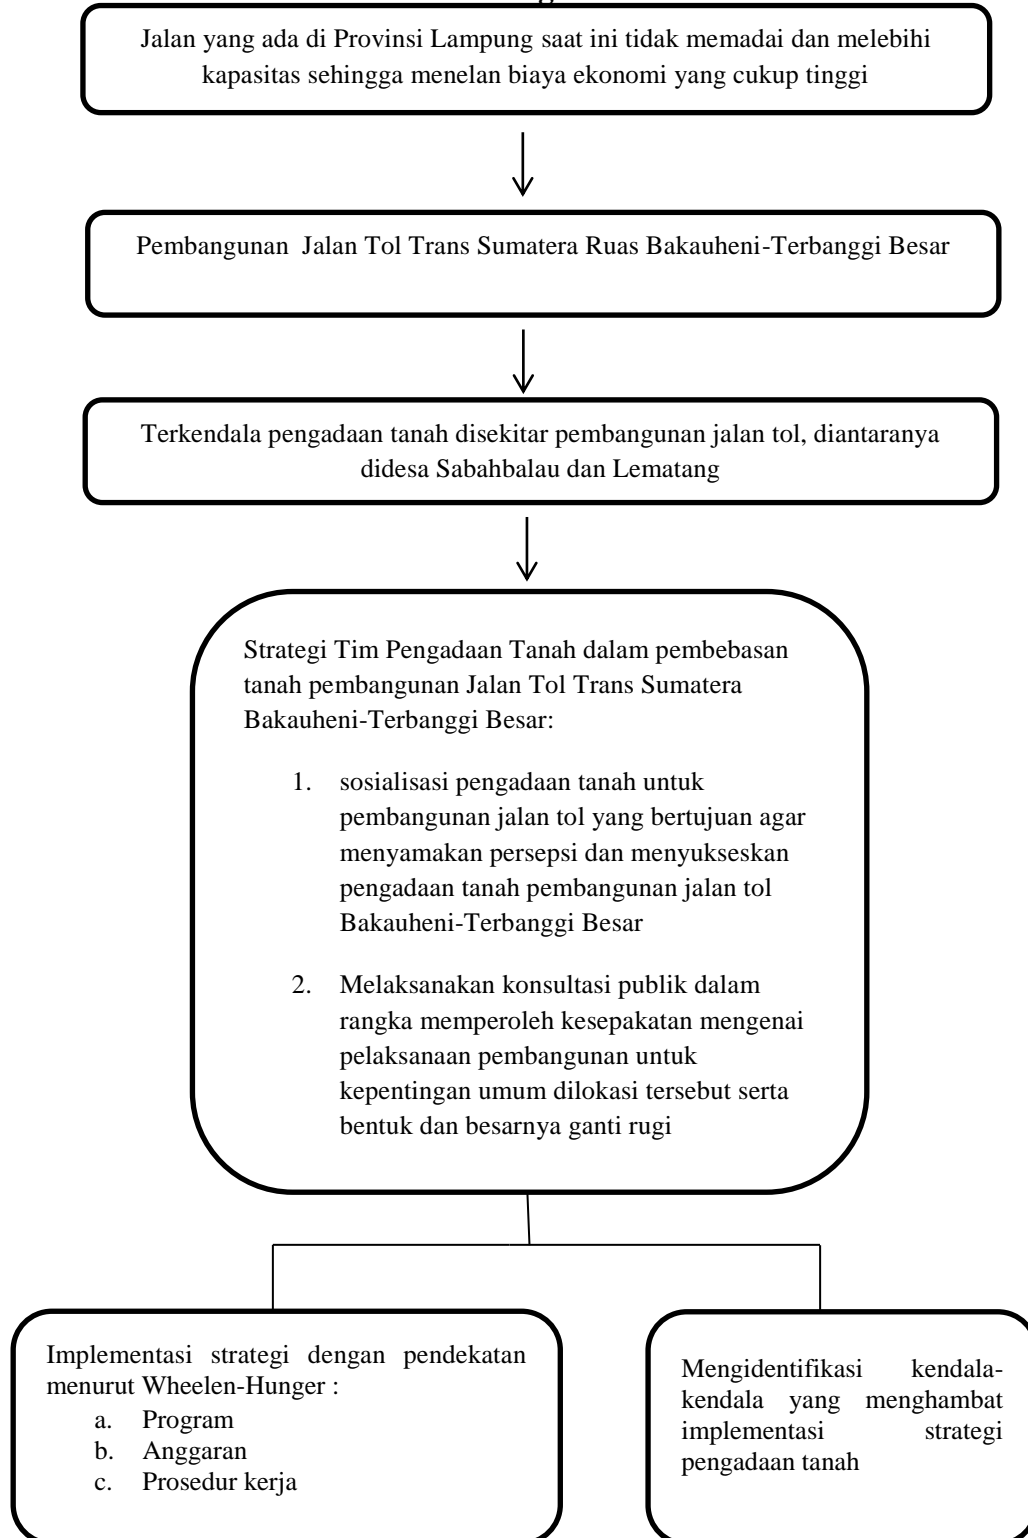 Jalan yang ada di Provinsi Lampung saat ini tidak memadai dan melebihi
kapasitas sehingga menelan biaya ekonomi yang cukup tinggi
Pembangunan Jalan Tol Trans Sumatera Ruas Bakauheni-Terbanggi Besar
Terkendala pengadaan tanah disekitar pembangunan jalan tol, diantaranya
didesa Sabahbalau dan Lematang
Strategi Tim Pengadaan Tanah dalam pembebasan
tanah pembangunan Jalan Tol Trans Sumatera
Bakauheni-Terbanggi Besar:
1. sosialisasi pengadaan tanah untuk
pembangunan jalan tol yang bertujuan agar
menyamakan persepsi dan menyukseskan
pengadaan tanah pembangunan jalan tol
Bakauheni-Terbanggi Besar
2. Melaksanakan konsultasi publik dalam
rangka memperoleh kesepakatan mengenai
pelaksanaan pembangunan untuk
kepentingan umum dilokasi tersebut serta
bentuk dan besarnya ganti rugi
Implementasi strategi dengan pendekatan
menurut Wheelen-Hunger :
a. Program
b. Anggaran
c. Prosedur kerja
Mengidentifikasi kendala-
kendala yang menghambat
implementasi strategi
pengadaan tanah